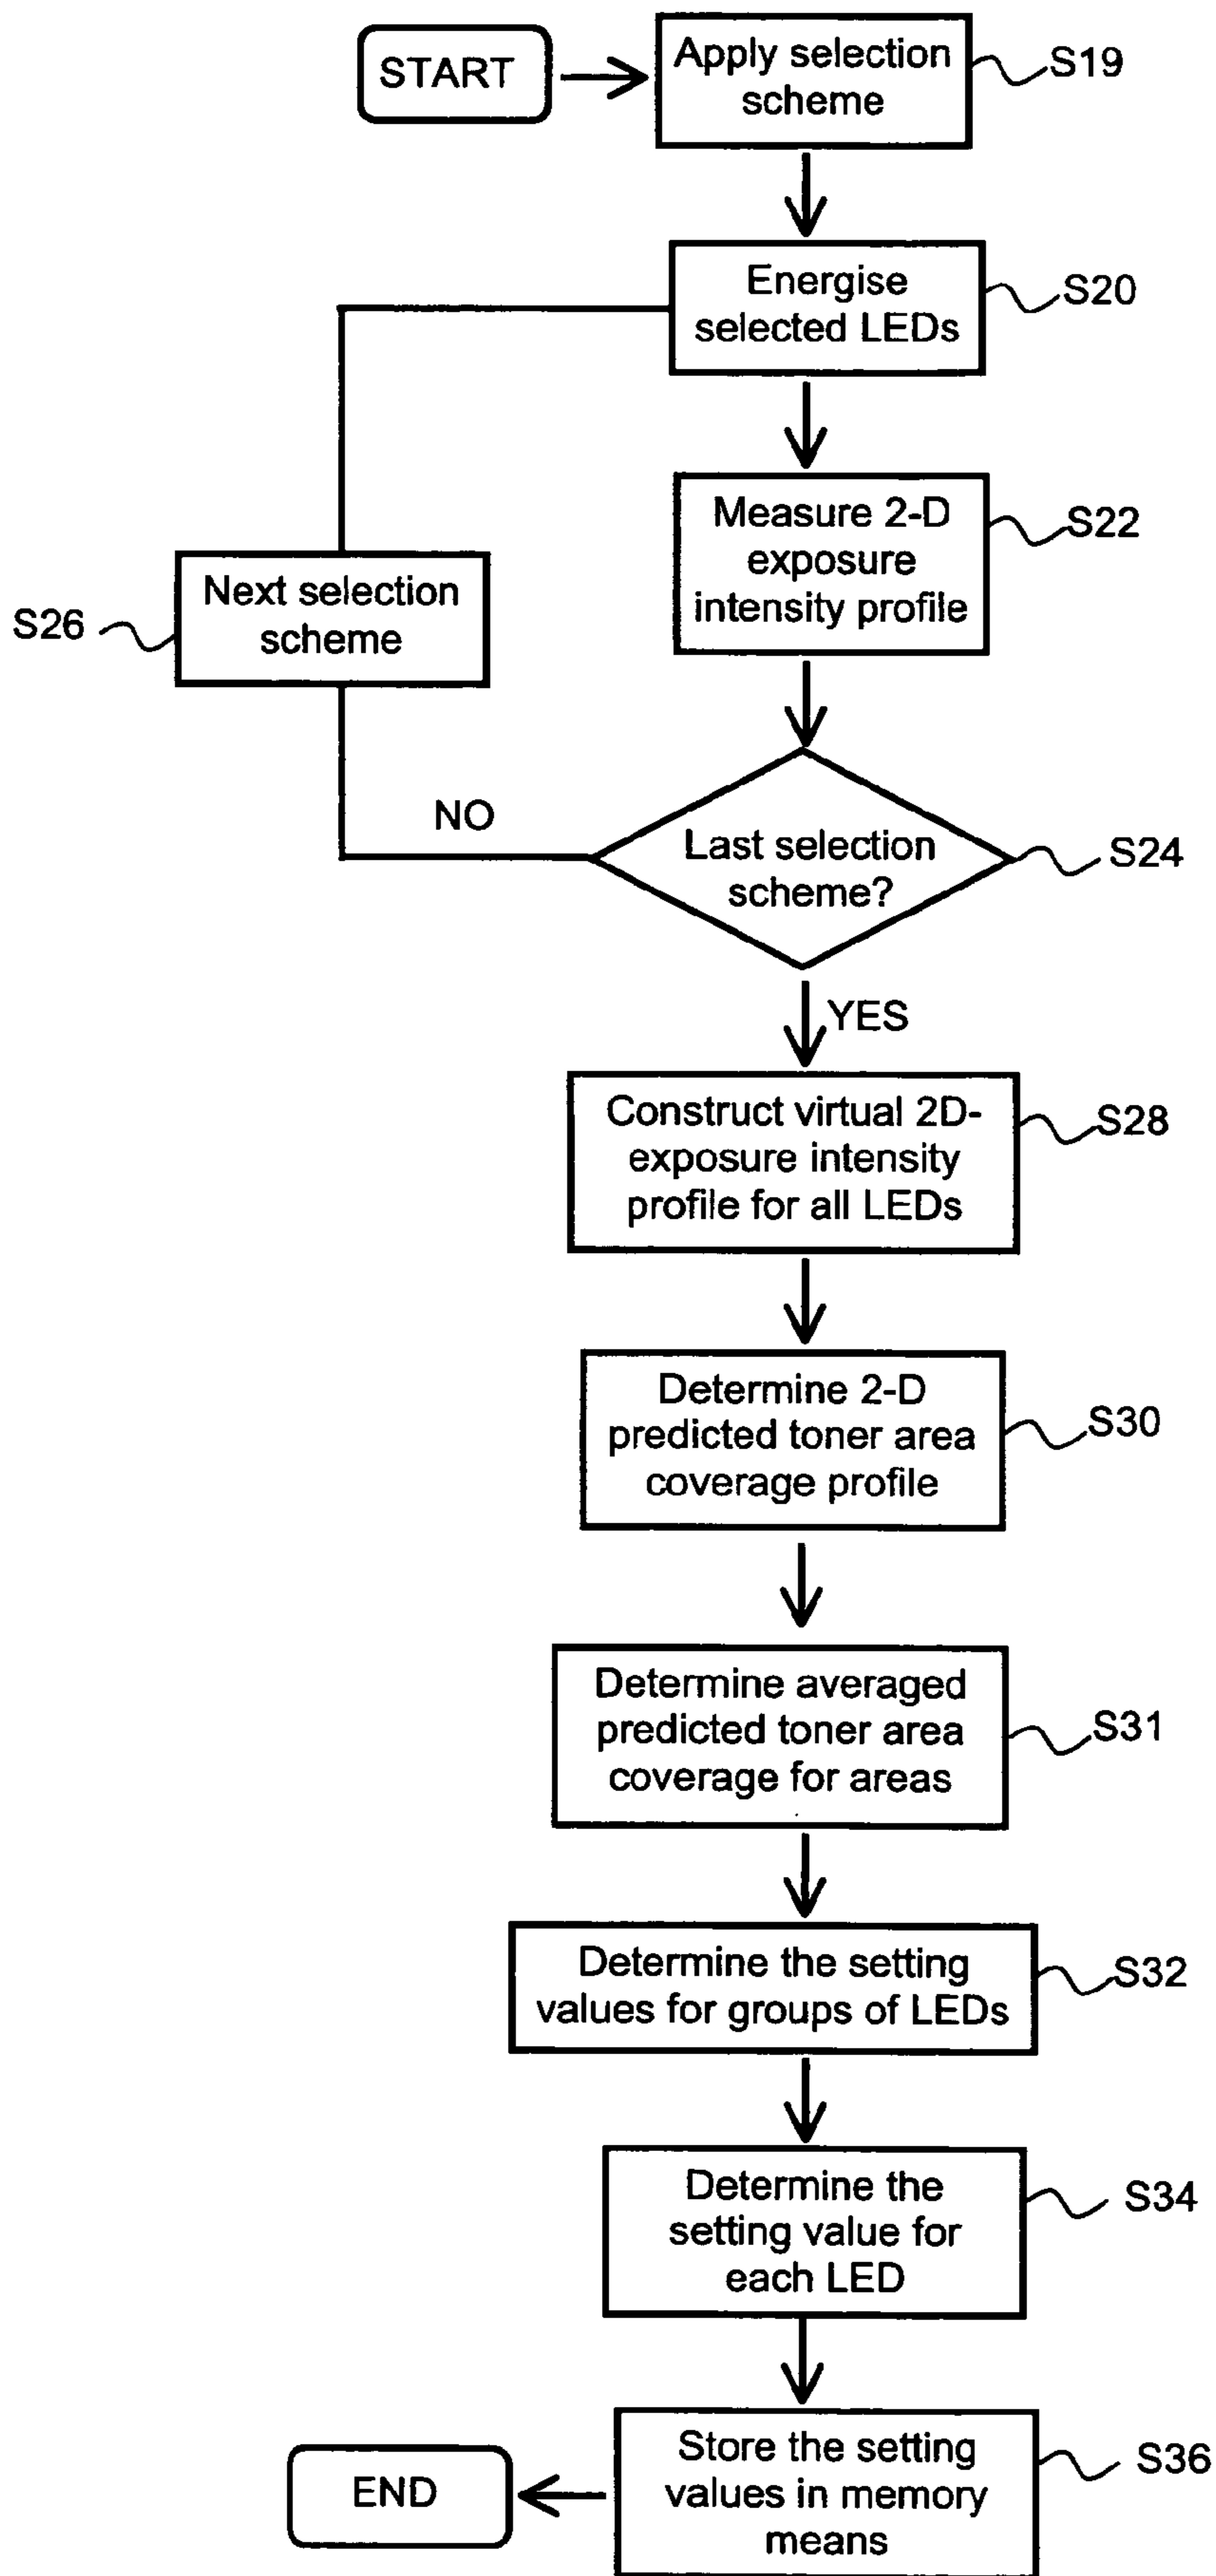 START
Apply selection
scheme
S19
Energise
selected LEDs
S20
Measure 2-D
exposure
intensity profile
S22
Next selection
scheme
S26
NO
Last selection
scheme?
S24
YES
Construct virtual 2D-
exposure intensity
profile for all LEDs
S28
Determine 2-D
predicted toner area
coverage profile
S30
Determine averaged
predicted toner area
coverage for areas
S31
Determine the setting
values for groups of LEDs
S32
Determine the
setting value for
each LED
S34
Store the setting
values in memory
means
S36
END